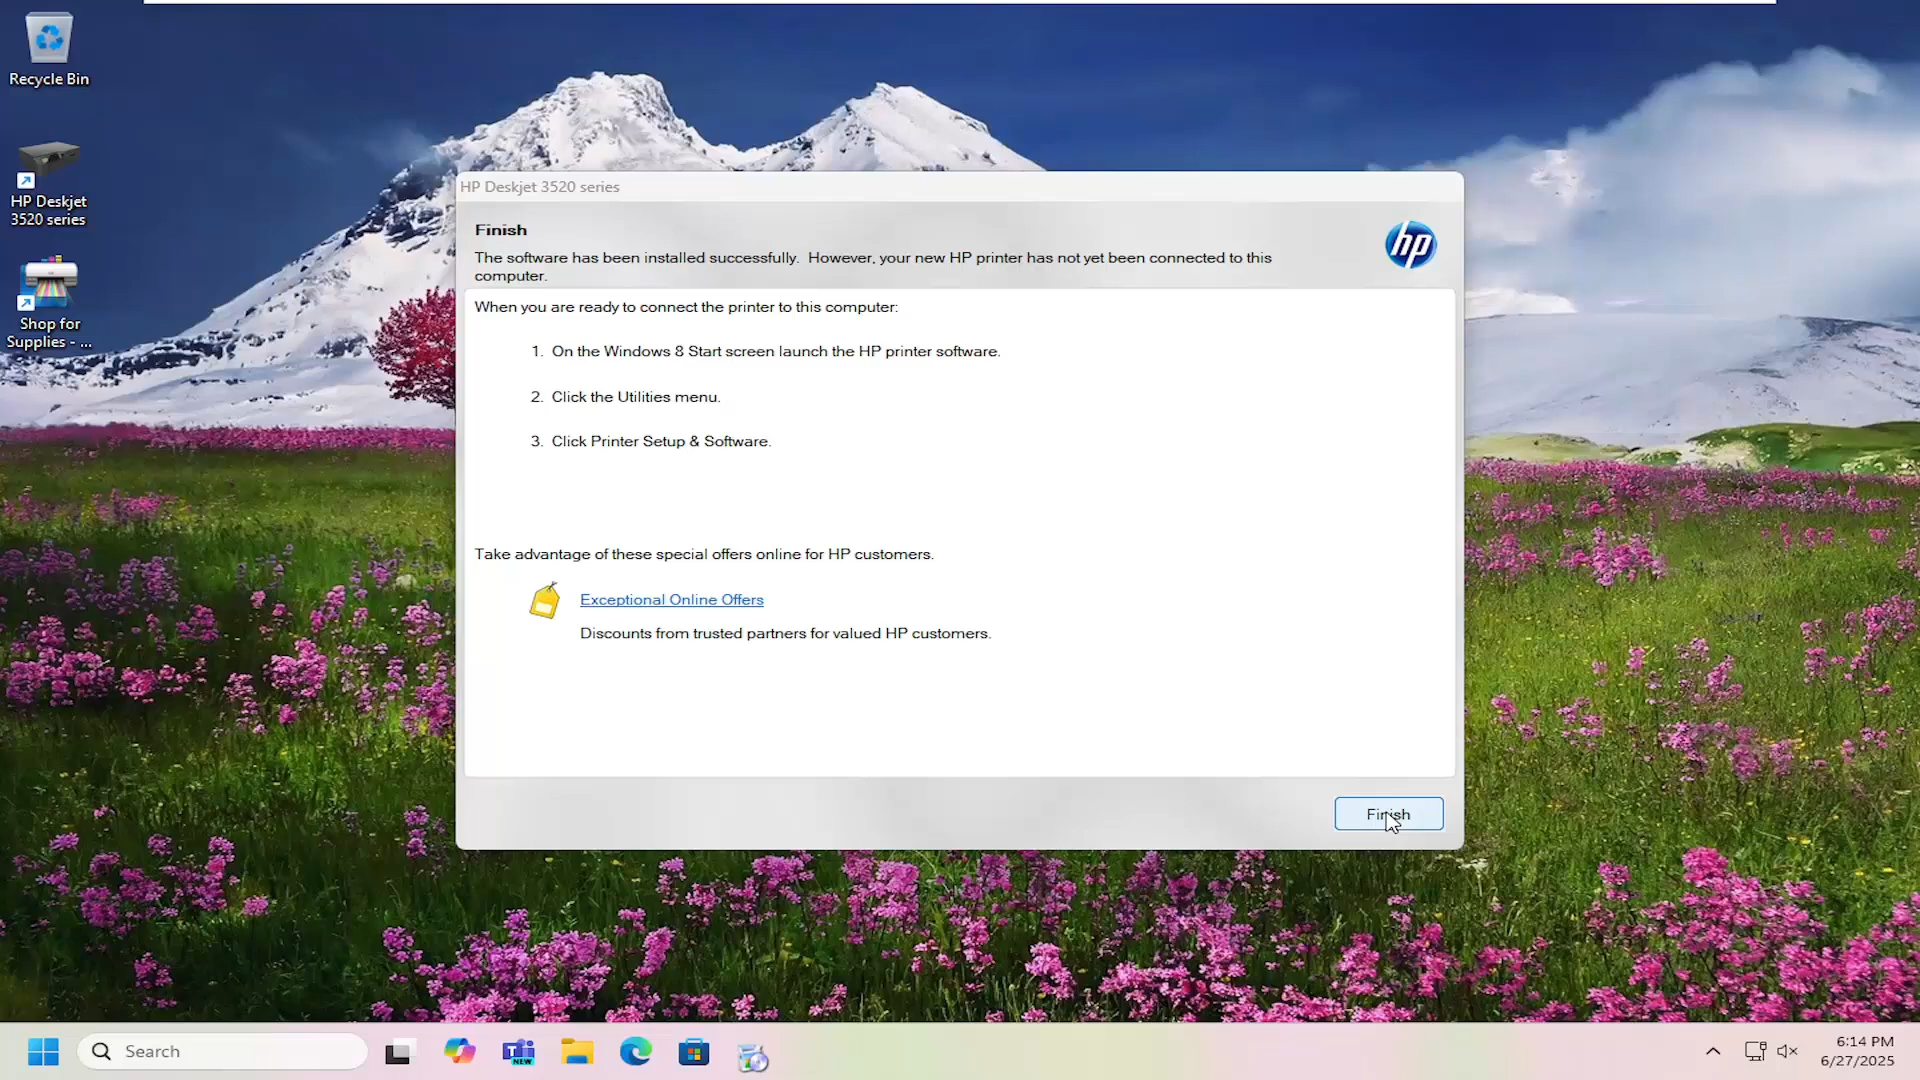 Recycle Bin
HP Deskjet
3520 series
Shop for
Supplies - ...
HP Deskjet 3520 series
Finish
The software has been installed successfully.  However, your new HP printer has not yet been connected to this
computer.
hp
When you are ready to connect the printer to this computer:
1. On the Windows 8 Start screen launch the HP printer software.
2. Click the Utilities menu.
3. Click Printer Setup & Software.
Take advantage of these special offers online for HP customers.
Exceptional Online Offers
Discounts from trusted partners for valued HP customers.
Finish
Search
NEW
6:14 PM
6/27/2025